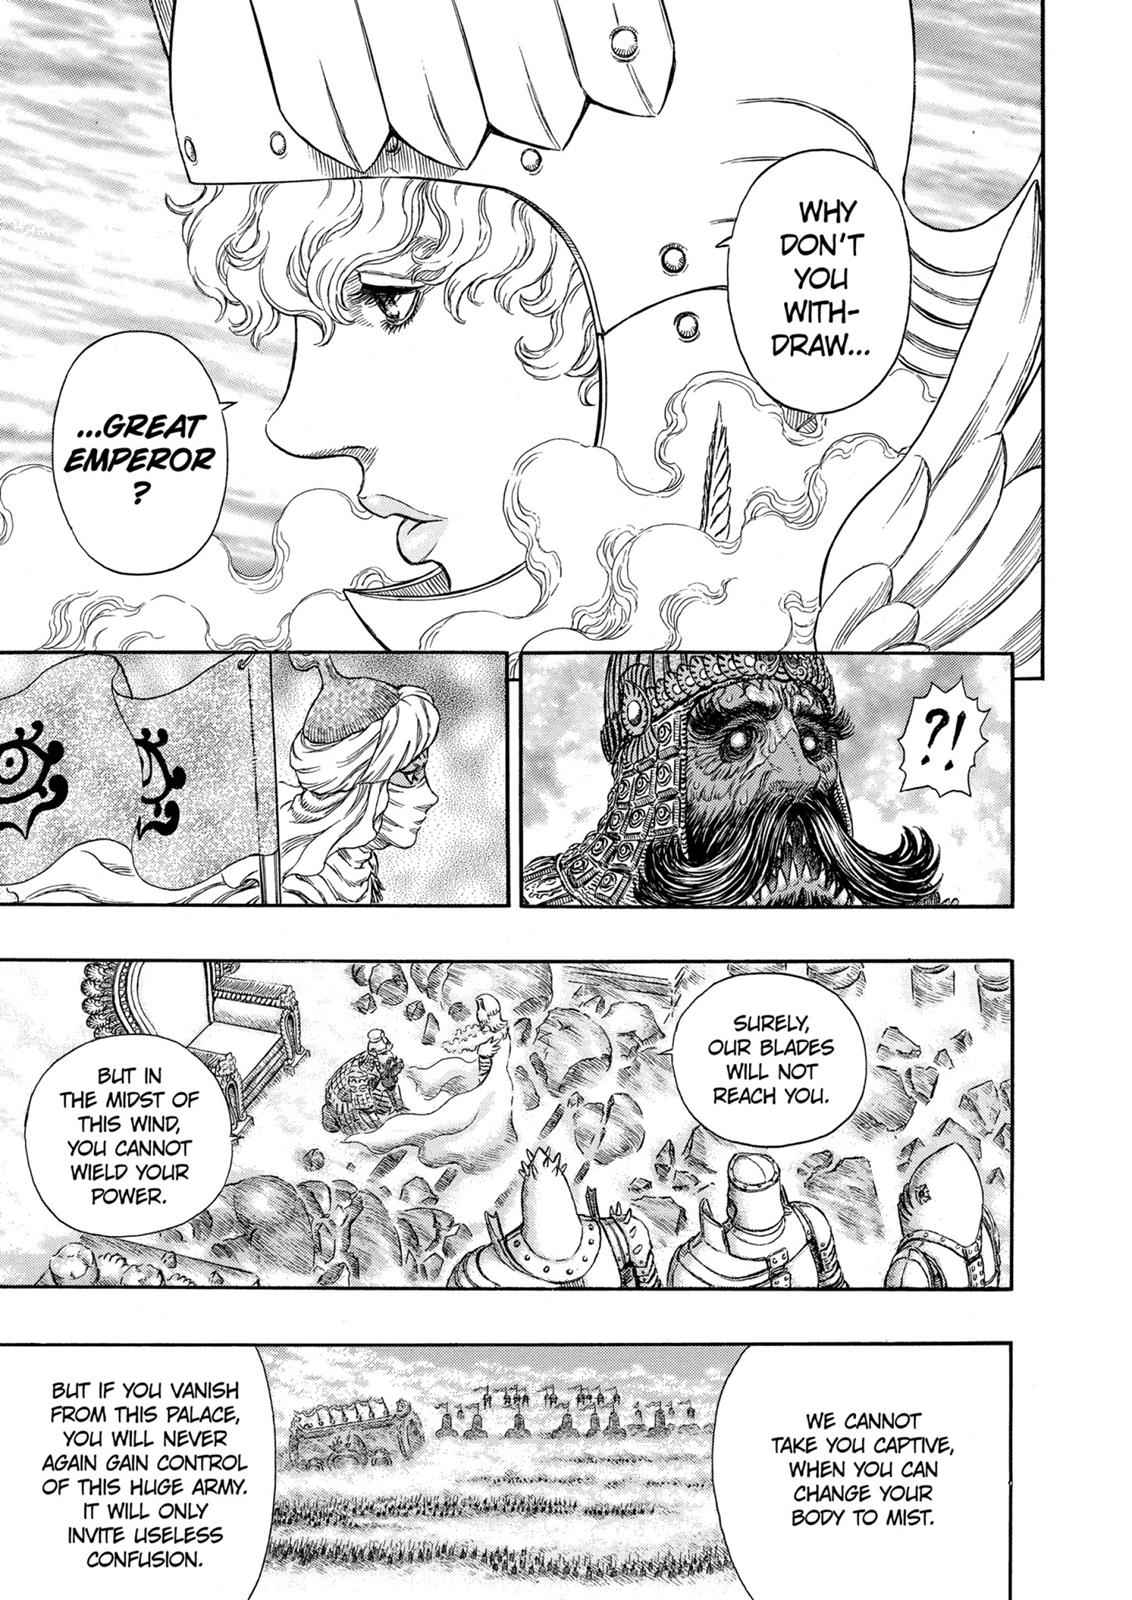 WHY
DON'T
YOU
WITH-
DRAW...
...GREAT
EMPEROR
?
?!
SURELY,
OUR BLADES
WILL NOT
REACH YOU.
BUT IN
THE MIDST OF
THIS WIND,
YOU CANNOT
WIELD YOUR
POWER.
WE CANNOT
TAKE YOU CAPTIVE,
WHEN YOU CAN
CHANGE YOUR
BODY TO MIST.
BUT IF YOU VANISH
FROM THIS PALACE,
YOU WILL NEVER
AGAIN GAIN CONTROL
OF THIS HUGE ARMY.
IT WILL ONLY
INVITE USELESS
CONFUSION.